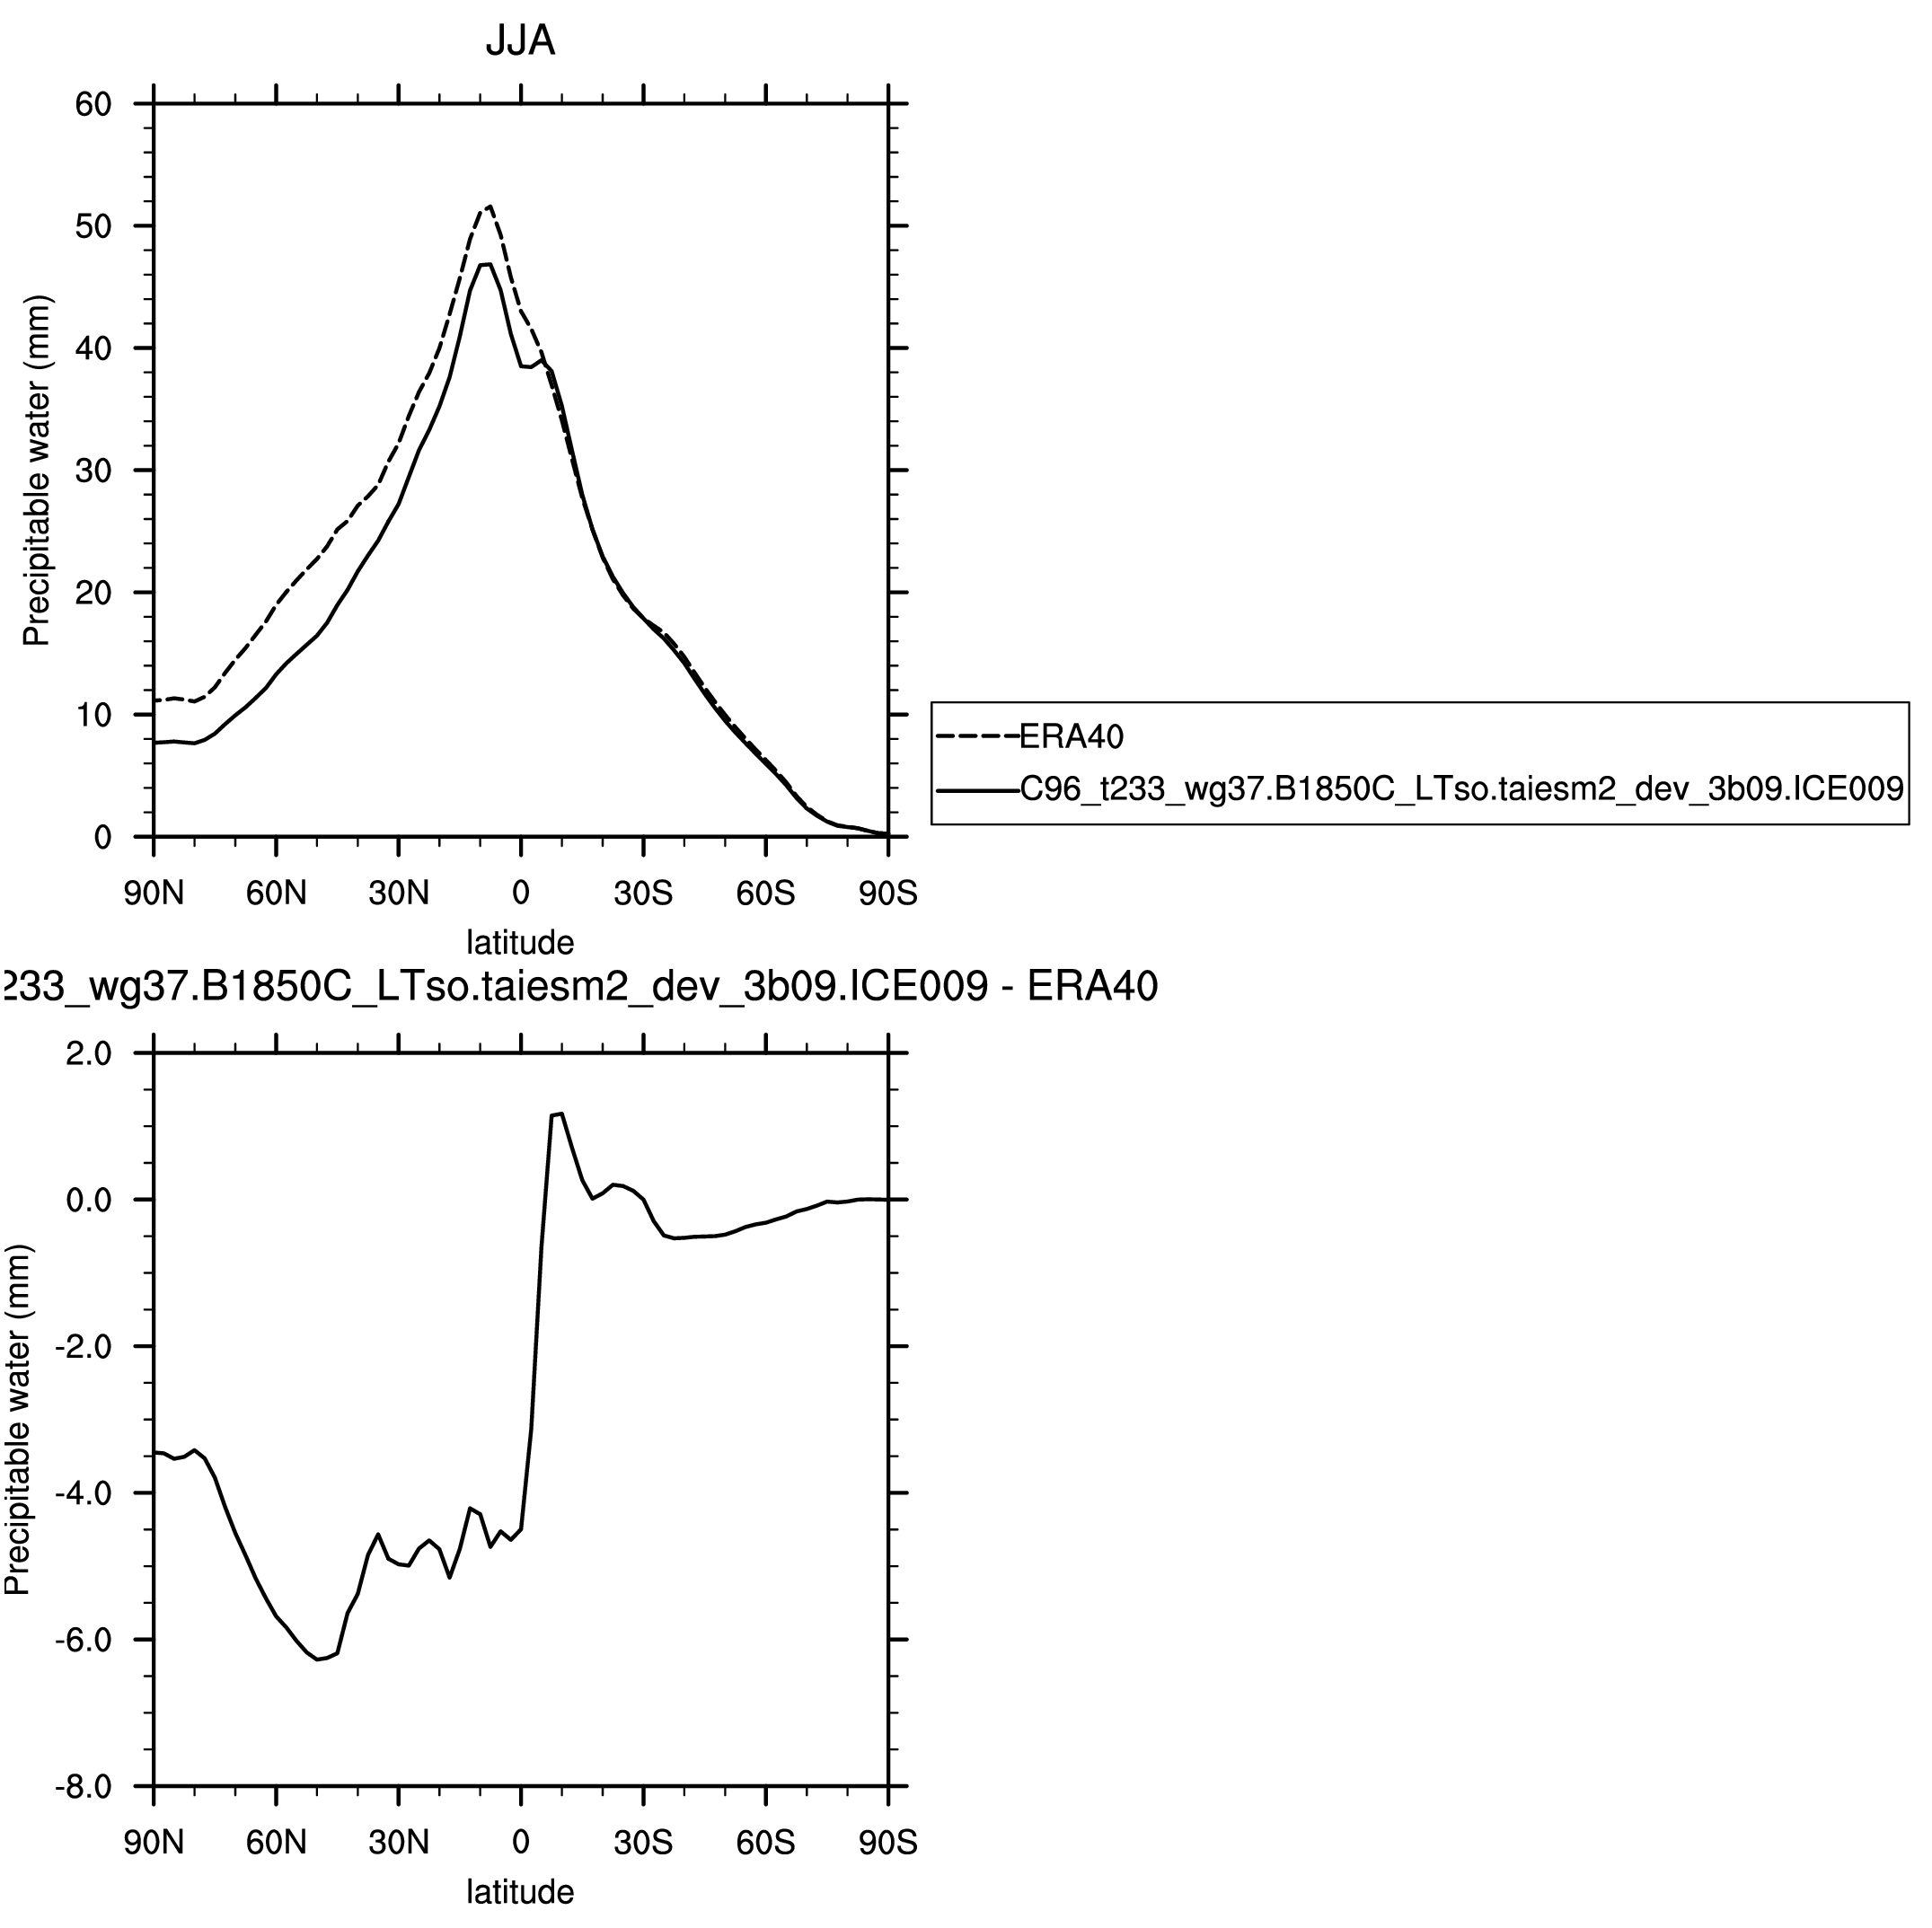 JJA
60
50
40
30
20
10
0
Precipitable water (mm)
90N 60N 30N 0 30S 60S 90S
latitude
ERA40
C96_t233_wg37.B1850C_LTso.taiesm2_dev_3b09.ICE009
233_wg37.B1850C_LTso.taiesm2_dev_3b09.ICE009 - ERA40
2.0
0.0
-2.0
-4.0
-6.0
-8.0
Precipitable water (mm)
90N 60N 30N 0 30S 60S 90S
latitude